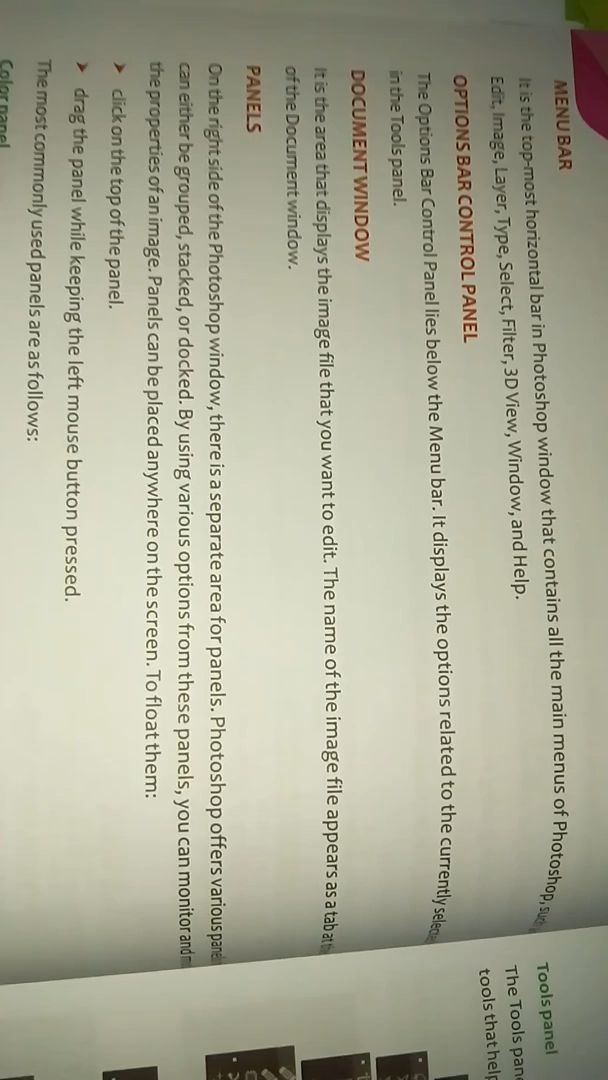 MENU BAR
It is the top-most horizontal bar in Photoshop window that contains all the main menus of Photoshop,
Edit, Image, Layer, Type, Select, Filter, 3D View, Window, and Help.
OPTIONS BAR CONTROL PANEL
The Options Bar Control Panel lies below the Menu bar. It displays the options related to the currently
in the Tools panel.
DOCUMENT WINDOW
It is the area that displays the image file that you want to edit. The name of the image file appears as a tab at
of the Document window.
PANELS
On the right side of the Photoshop window, there is a separate area for panels. Photoshop offers various
can either be grouped, stacked, or docked. By using various options from these panels, you can monitor and
the properties of an image. Panels can be placed anywhere on the screen. To float them:
➤ click on the top of the panel.
➤ drag the panel while keeping the left mouse button pressed.
The most commonly used panels are as follows:
Color panel
Tools panel
The Tools pan
tools that help